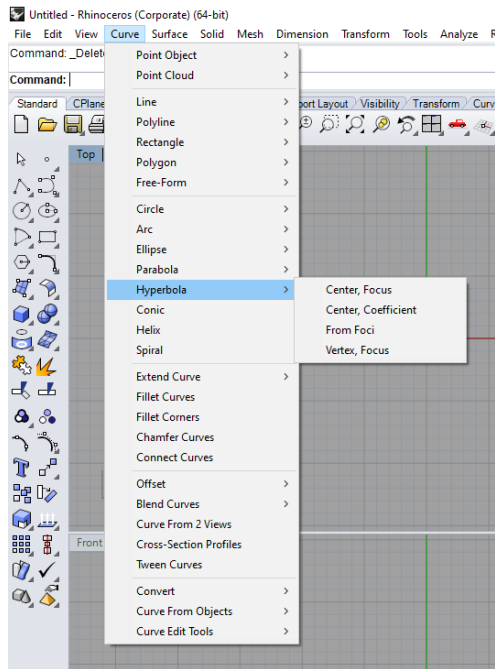 Untitled - Rhinoceros (Corporate) (64-bit)
File Edit View Curve Surface Solid Mesh Dimension Transform Tools Analyze R
Command: _Delet
Command:
Standard CPlane port Layout Visibility Transform Curv
Top
Point Object
Point Cloud
Line
Polyline
Rectangle
Polygon
Free-Form
Circle
Arc
Ellipse
Parabola
Hyperbola Center, Focus
Conic Center, Coefficient
Helix From Foci
Spiral Vertex, Focus
Extend Curve
Fillet Curves
Fillet Corners
Chamfer Curves
Connect Curves
Offset
Blend Curves
Curve From 2 Views
Front Cross-Section Profiles
Tween Curves
Convert
Curve From Objects
Curve Edit Tools